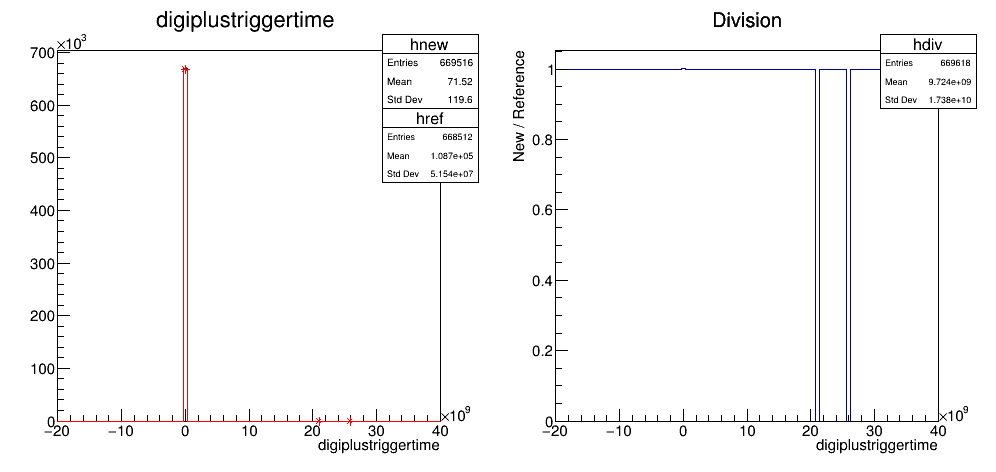 digiplustriggertime
×10³
700
600
500
400
300
200
100
0
−20
−10
0
10
20
30
40
×10⁹
digiplustriggertime
hnew
Entries 669516
Mean 71.52
Std Dev 119.6
href
Entries 668512
Mean 1.087e+05
Std Dev 5.154e+07
Division
New / Reference
1
0.8
0.6
0.4
0.2
0
−20
−10
0
10
20
30
40
×10⁹
digiplustriggertime
hdiv
Entries 669618
Mean 9.724e+09
Std Dev 1.738e+10